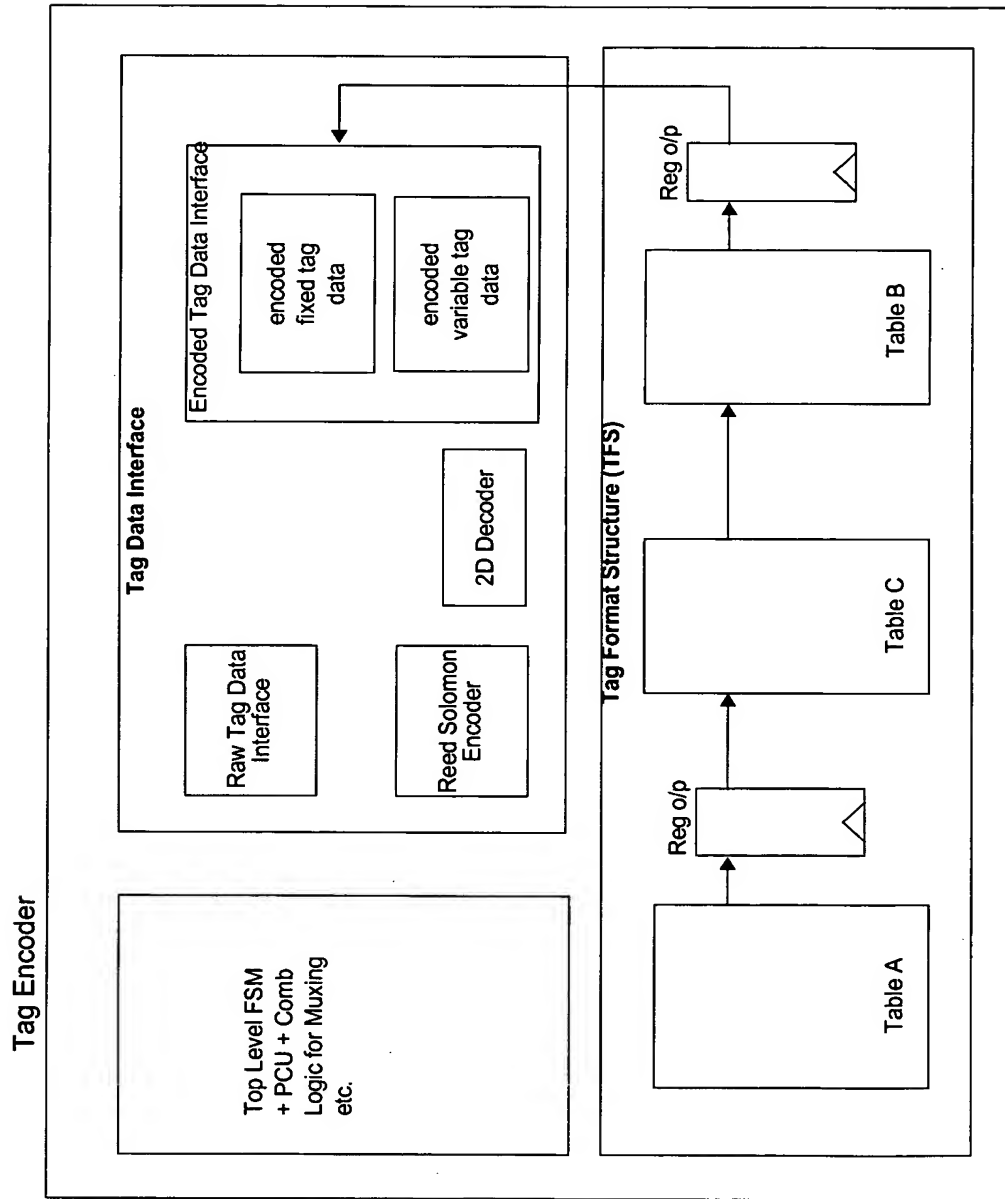 Tag Encoder
Top Level FSM
+ PCU + Comb
Logic for Muxing
etc.
Tag Data Interface
Raw Tag Data
Interface
Reed Solomon
Encoder
2D Decoder
Encoded Tag Data Interface
encoded
fixed tag
data
encoded
variable tag
data
Tag Format Structure (TFS)
Table A
Reg o/p
Table C
Table B
Reg o/p